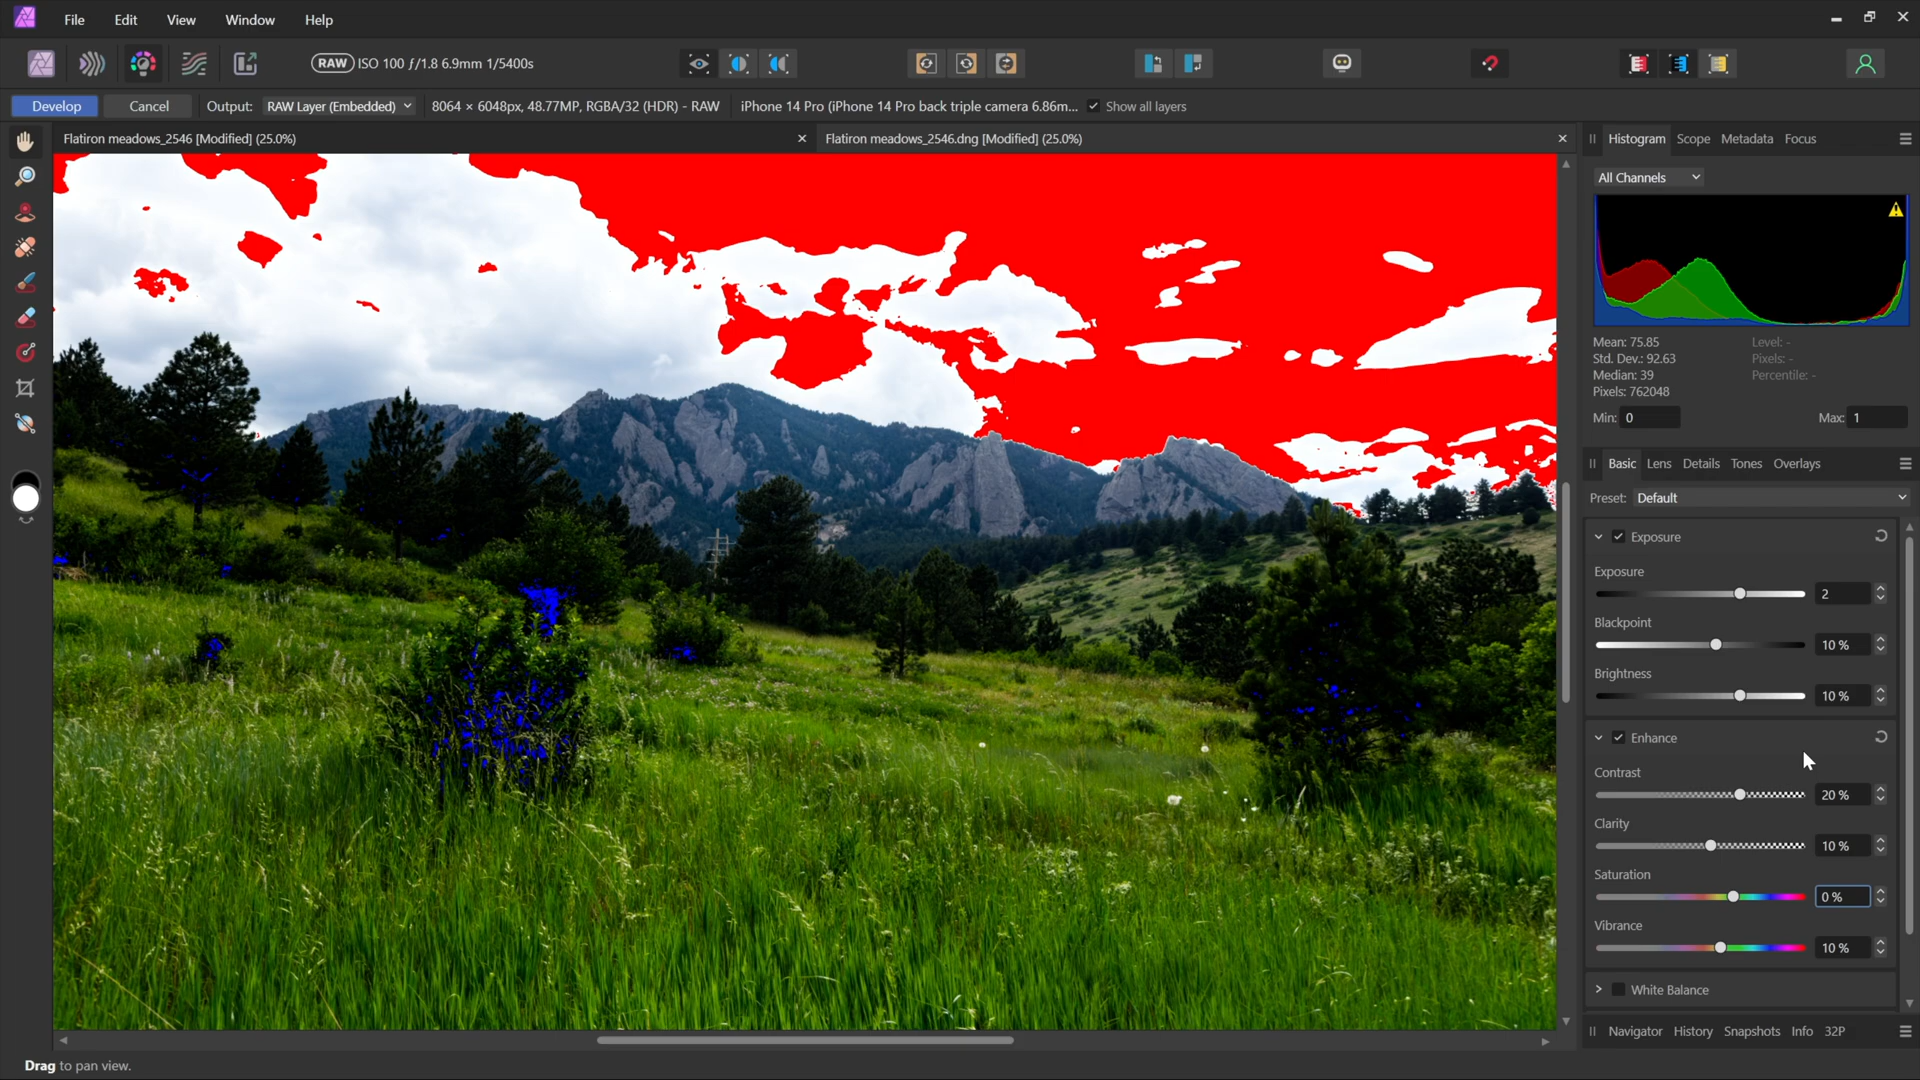 File Edit View Window Help
RAW ISO 100 ƒ/1.8 6.9mm 1/5400s
Develop Cancel Output: RAW Layer (Embedded) 8064 × 6048px, 48.77MP, RGBA/32 (HDR) - RAW iPhone 14 Pro (iPhone 14 Pro back triple camera 6.86m... Show all layers
Flatiron meadows_2546 [Modified] (25.0%) Flatiron meadows_2546.dng [Modified] (25.0%)
Histogram Scope Metadata Focus
All Channels
Mean: 75.85 Level: -
Std. Dev.: 92.63 Pixels: -
Median: 39 Percentile: -
Pixels: 762048
Min: 0 Max: 1
Basic Lens Details Tones Overlays
Preset: Default
Exposure
Exposure
2
Blackpoint
10 %
Brightness
10 %
Enhance
Contrast
20 %
Clarity
10 %
Saturation
0 %
Vibrance
10 %
White Balance
Navigator History Snapshots Info 32P
Drag to pan view.